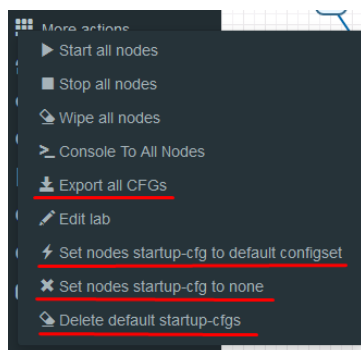 More actions
Start all nodes
Stop all nodes
Wipe all nodes
Console To All Nodes
Export all CFGs
Edit lab
Set nodes startup-cfg to default configset
Set nodes startup-cfg to none
Delete default startup-cfgs